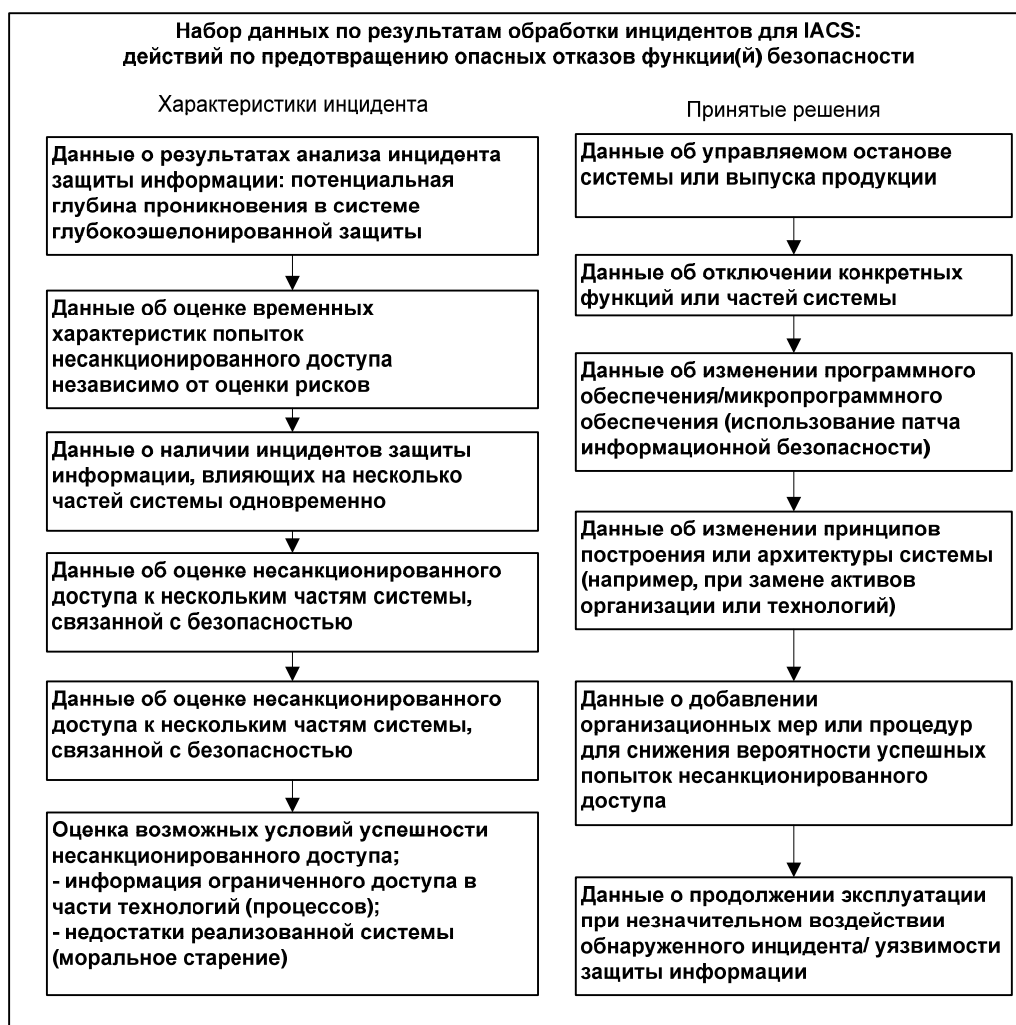 Набор данных по результатам обработки инцидентов для IACS:
действий по предотвращению опасных отказов функции(й) безопасности
Характеристики инцидента
Данные о результатах анализа инцидента
защиты информации: потенциальная
глубина проникновения в системе
глубокоэшелонированной защиты
Данные об оценке временных
характеристик попыток
несанкционированного доступа
независимо от оценки рисков
Данные о наличии инцидентов защиты
информации, влияющих на несколько
частей системы одновременно
Данные об оценке несанкционированного
доступа к нескольким частям системы,
связанной с безопасностью
Данные об оценке несанкционированного
доступа к нескольким частям системы,
связанной с безопасностью
Оценка возможных условий успешности
несанкционированного доступа;
- информация ограниченного доступа в
части технологий (процессов);
- недостатки реализованной системы
(моральное старение)
Принятые решения
Данные об управляемом останове
системы или выпуска продукции
Данные об отключении конкретных
функций или частей системы
Данные об изменении программного
обеспечения/микропрограммного
обеспечения (использование патча
информационной безопасности)
Данные об изменении принципов
построения или архитектуры системы
(например, при замене активов
организации или технологий)
Данные о добавлении
организационных мер или процедур
для снижения вероятности успешных
попыток несанкционированного
доступа
Данные о продолжении эксплуатации
при незначительном воздействии
обнаруженного инцидента/ уязвимости
защиты информации